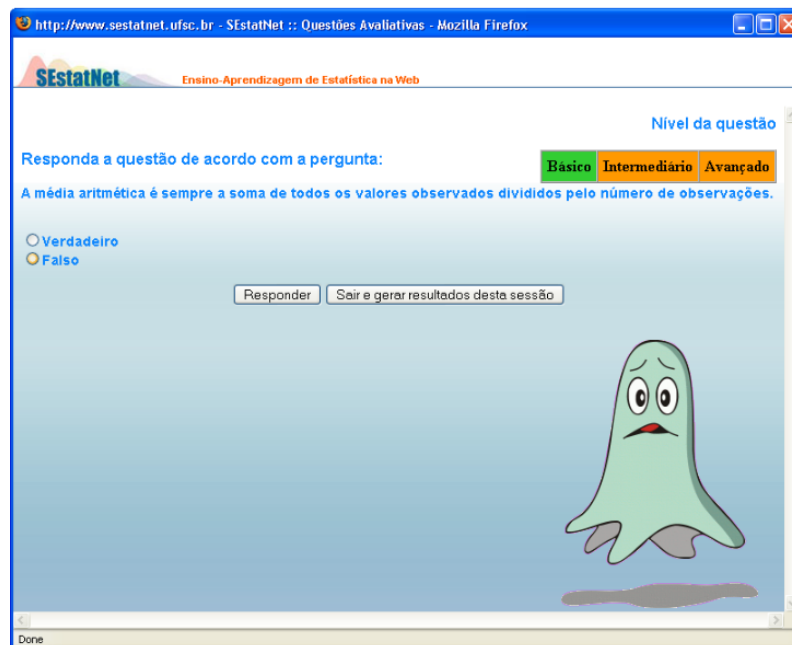 http://www.sestatnet.ufsc.br - SEstatNet :: Questões Avaliativas - Mozilla Firefox
SEstatNet Ensino-Aprendizagem de Estatística na Web
Nível da questão
Responda a questão de acordo com a pergunta:
Básico Intermediário Avançado
A média aritmética é sempre a soma de todos os valores observados divididos pelo número de observações.
Verdadeiro
Falso
Responder Sair e gerar resultados desta sessão
Done